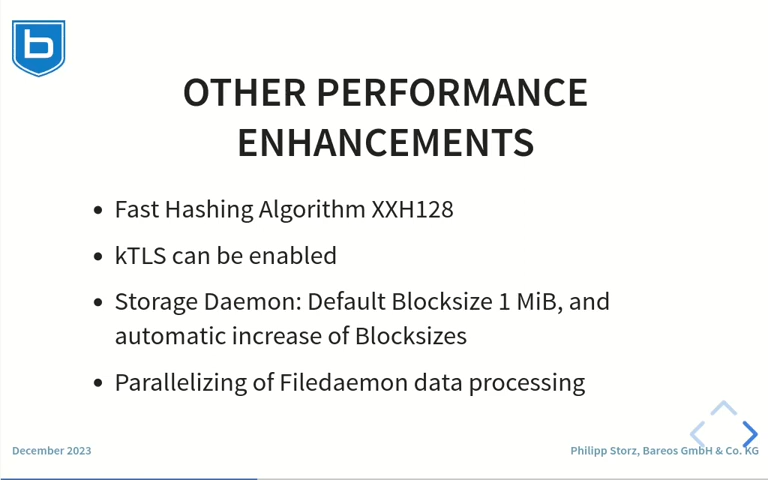 OTHER PERFORMANCE
ENHANCEMENTS
• Fast Hashing Algorithm XXH128
• kTLS can be enabled
• Storage Daemon: Default Blocksize 1 MiB, and
automatic increase of Blocksizes
• Parallelizing of Filedaemon data processing
December 2023
Philipp Storz, Bareos GmbH & Co. KG